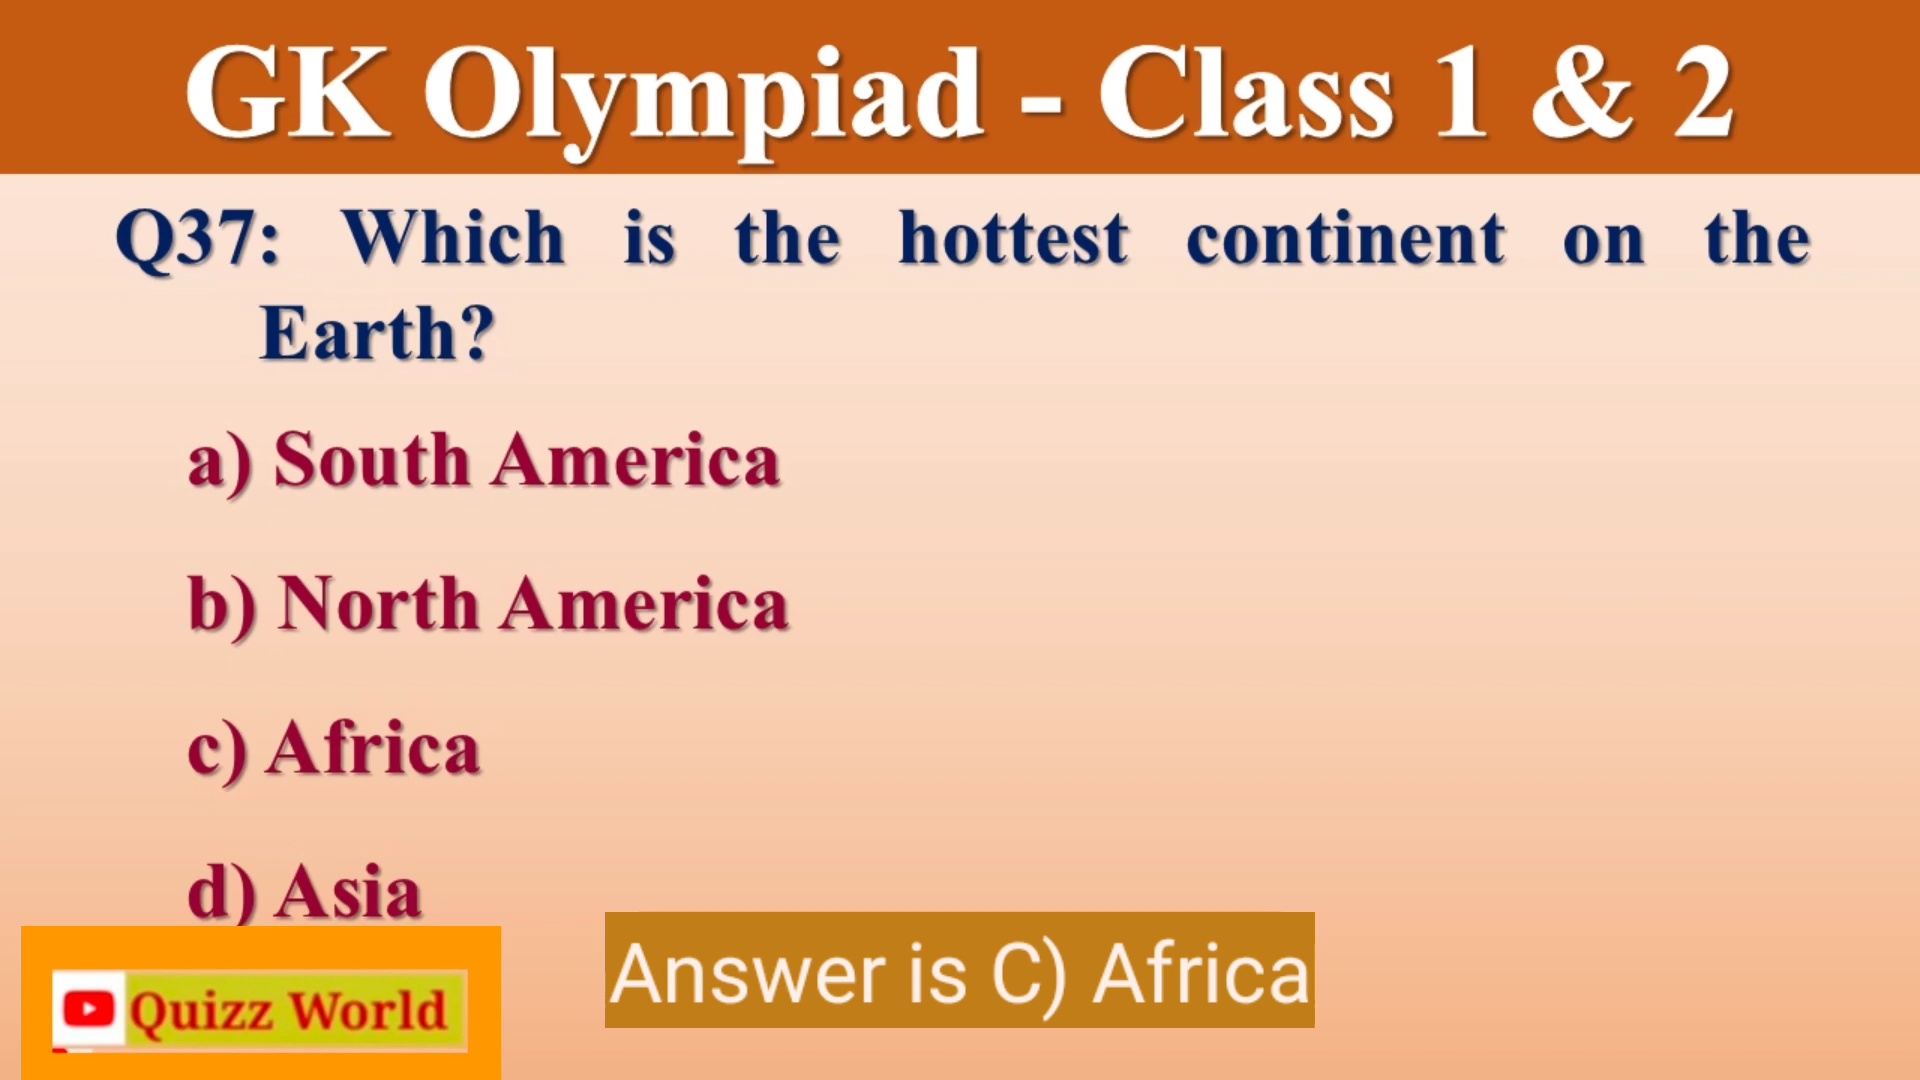 GK Olympiad - Class 1 & 2
Q37: Which is the hottest continent on the
Earth?
a) South America
b) North America
c) Africa
d) Asia
Answer is C) Africa
Quizz World